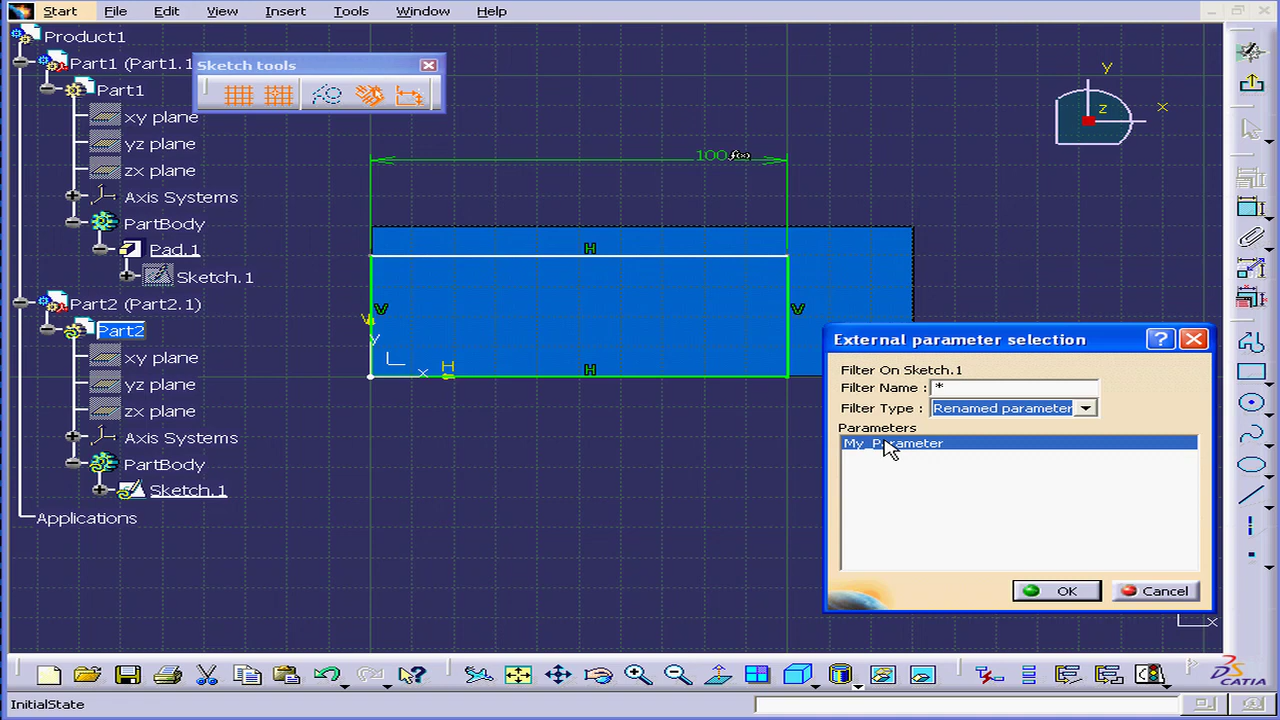 Start File Edit View Insert Tools Window Help
Product1
Part1 (Part1.1
Sketch tools
Part1
xy plane
yz plane
zx plane
Axis Systems
PartBody
Pad.1
Sketch.1
Part2 (Part2.1)
Part2
xy plane
yz plane
zx plane
Axis Systems
PartBody
Sketch.1
Applications
100 f(x)
H
V
V
H
V
y
x
H
y
z
x
External parameter selection
Filter On Sketch.1
Filter Name : *
Filter Type : Renamed parameter
Parameters
My_Parameter
OK Cancel
x
DS CATIA
InitialState